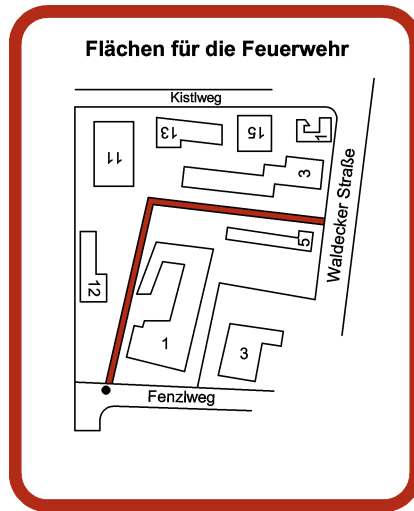 Flächen für die Feuerwehr
Kistlweg
11
13
15
1
3
Waldecker Straße
5
12
1
3
Fenzlweg